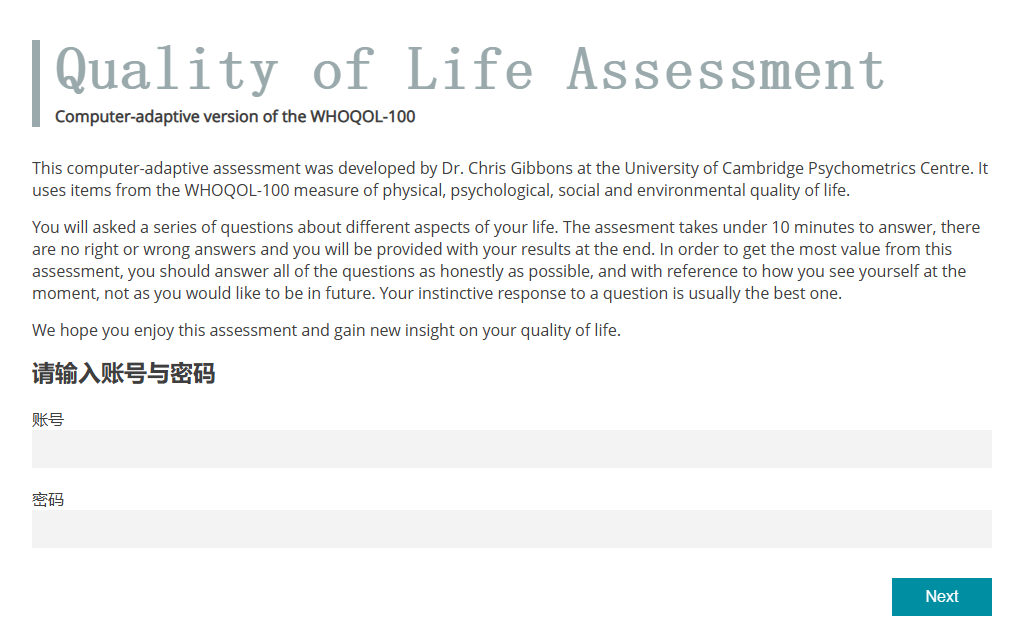 Quality of Life Assessment
Computer-adaptive version of the WHOQOL-100
This computer-adaptive assessment was developed by Dr. Chris Gibbons at the University of Cambridge Psychometrics Centre. It
uses items from the WHOQOL-100 measure of physical, psychological, social and environmental quality of life.
You will asked a series of questions about different aspects of your life. The assesment takes under 10 minutes to answer, there
are no right or wrong answers and you will be provided with your results at the end. In order to get the most value from this
assessment, you should answer all of the questions as honestly as possible, and with reference to how you see yourself at the
moment, not as you would like to be in future. Your instinctive response to a question is usually the best one.
We hope you enjoy this assessment and gain new insight on your quality of life.
请输入账号与密码
账号
密码
Next